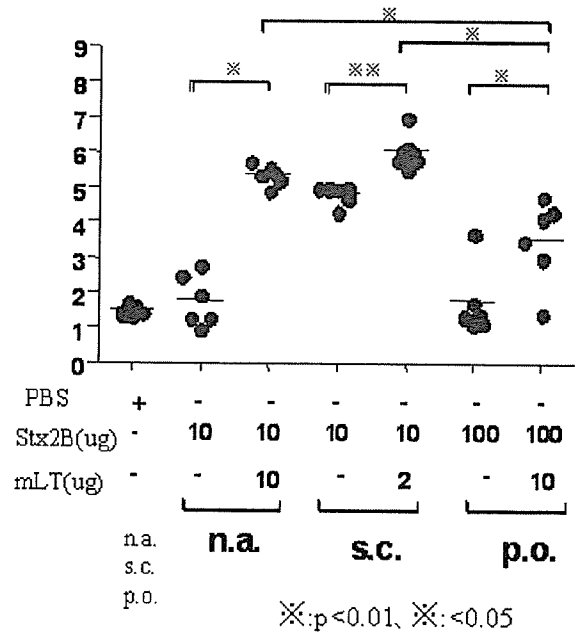 ※
※
9
8 ※ ※※ ※
7
6
5
4
3
2
1
0
PBS + - - - - - -
Stx2B(ug) - 10 10 10 10 100 100
mLT(ug) - - 10 - 2 - 10
n.a. n.a. s.c. p.o.
s.c.
p.o.
※:p<0.01、※:<0.05